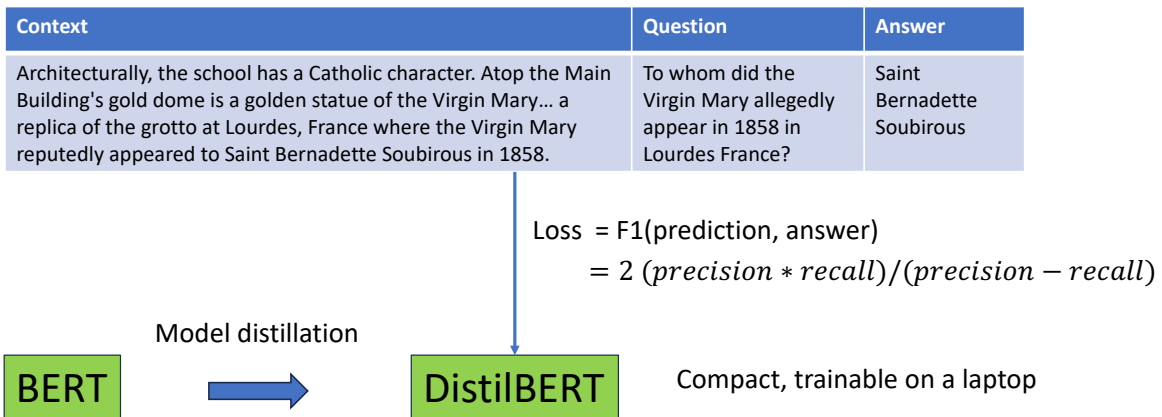 Context
Question
Answer
Architecturally, the school has a Catholic character. Atop the Main
Building's gold dome is a golden statue of the Virgin Mary… a
replica of the grotto at Lourdes, France where the Virgin Mary
reputedly appeared to Saint Bernadette Soubirous in 1858.
To whom did the
Virgin Mary allegedly
appear in 1858 in
Lourdes France?
Saint
Bernadette
Soubirous
Loss = F1(prediction, answer)
= 2 (precision ∗ recall)/(precision − recall)
Model distillation
BERT
DistilBERT
Compact, trainable on a laptop